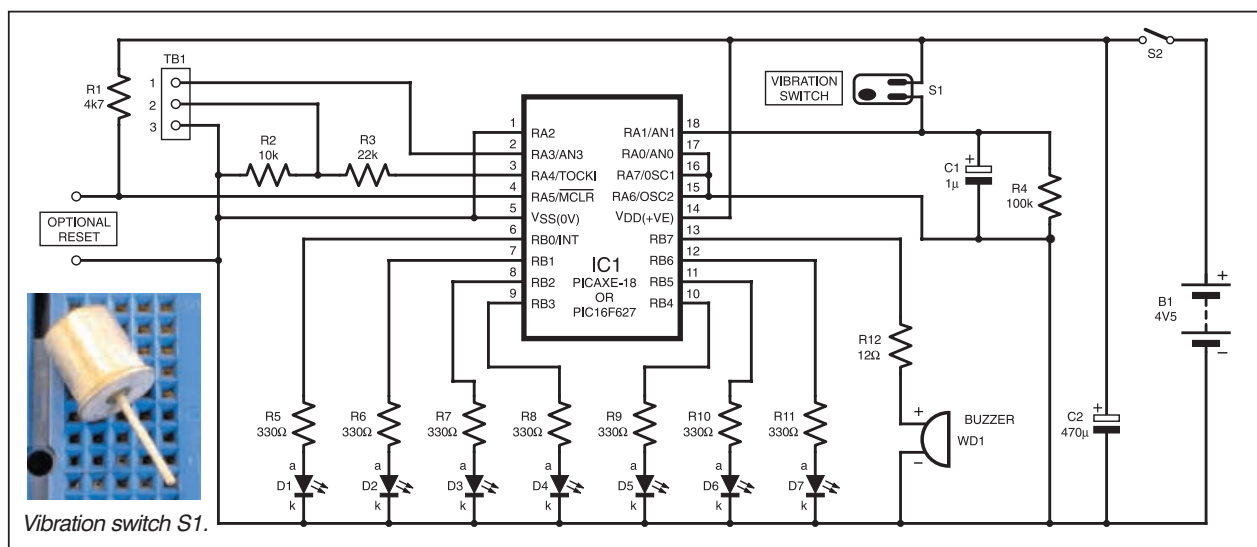 TB1
R1
4k7
1
2
3
R2
10k
R3
22k
OPTIONAL
RESET
1
RA2
2
RA3/AN3
3
RA4/TOCKI
4
RA5/MCLR
5
VSS(0V)
6
RB0/INT
7
RB1
8
RB2
9
RB3
18
RA1/AN1
17
RA0/AN0
16
RA7/0SC1
15
RA6/OSC2
14
VDD(+VE)
13
RB7
12
RB6
11
RB5
10
RB4
IC1
PICAXE-18
OR
PIC16F627
VIBRATION
SWITCH
S1
S2
+
C1
1μ
R4
100k
+
B1
4V5
−
R12
12Ω
+
BUZZER
WD1
−
+
C2
470μ
R5
330Ω
R6
330Ω
R7
330Ω
R8
330Ω
R9
330Ω
R10
330Ω
R11
330Ω
a
D1
k
a
D2
k
a
D3
k
a
D4
k
a
D5
k
a
D6
k
a
D7
k
Vibration switch S1.